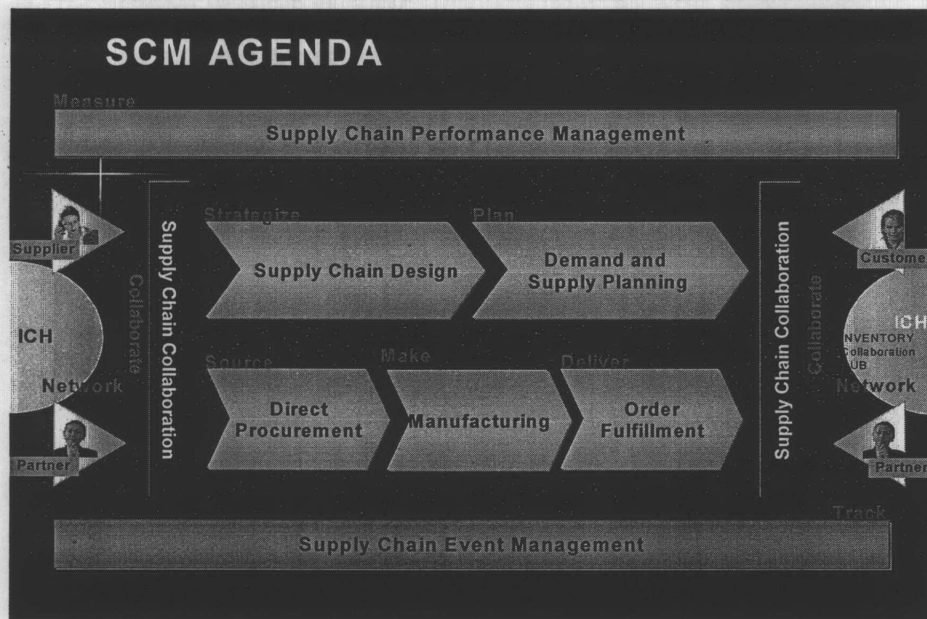 SCM AGENDA
Measure
Supply Chain Performance Management
Supplier
Collaborate
Supply Chain Collaboration
ICH
Network
Partner
Strategize
Supply Chain Design
Plan
Demand and
Supply Planning
Source
Direct
Procurement
Make
Manufacturing
Deliver
Order
Fulfillment
Supply Chain Collaboration
Collaborate
Custome
ICH
NVENTORY
ollaboration
UB
Network
Partner
Track
Supply Chain Event Management